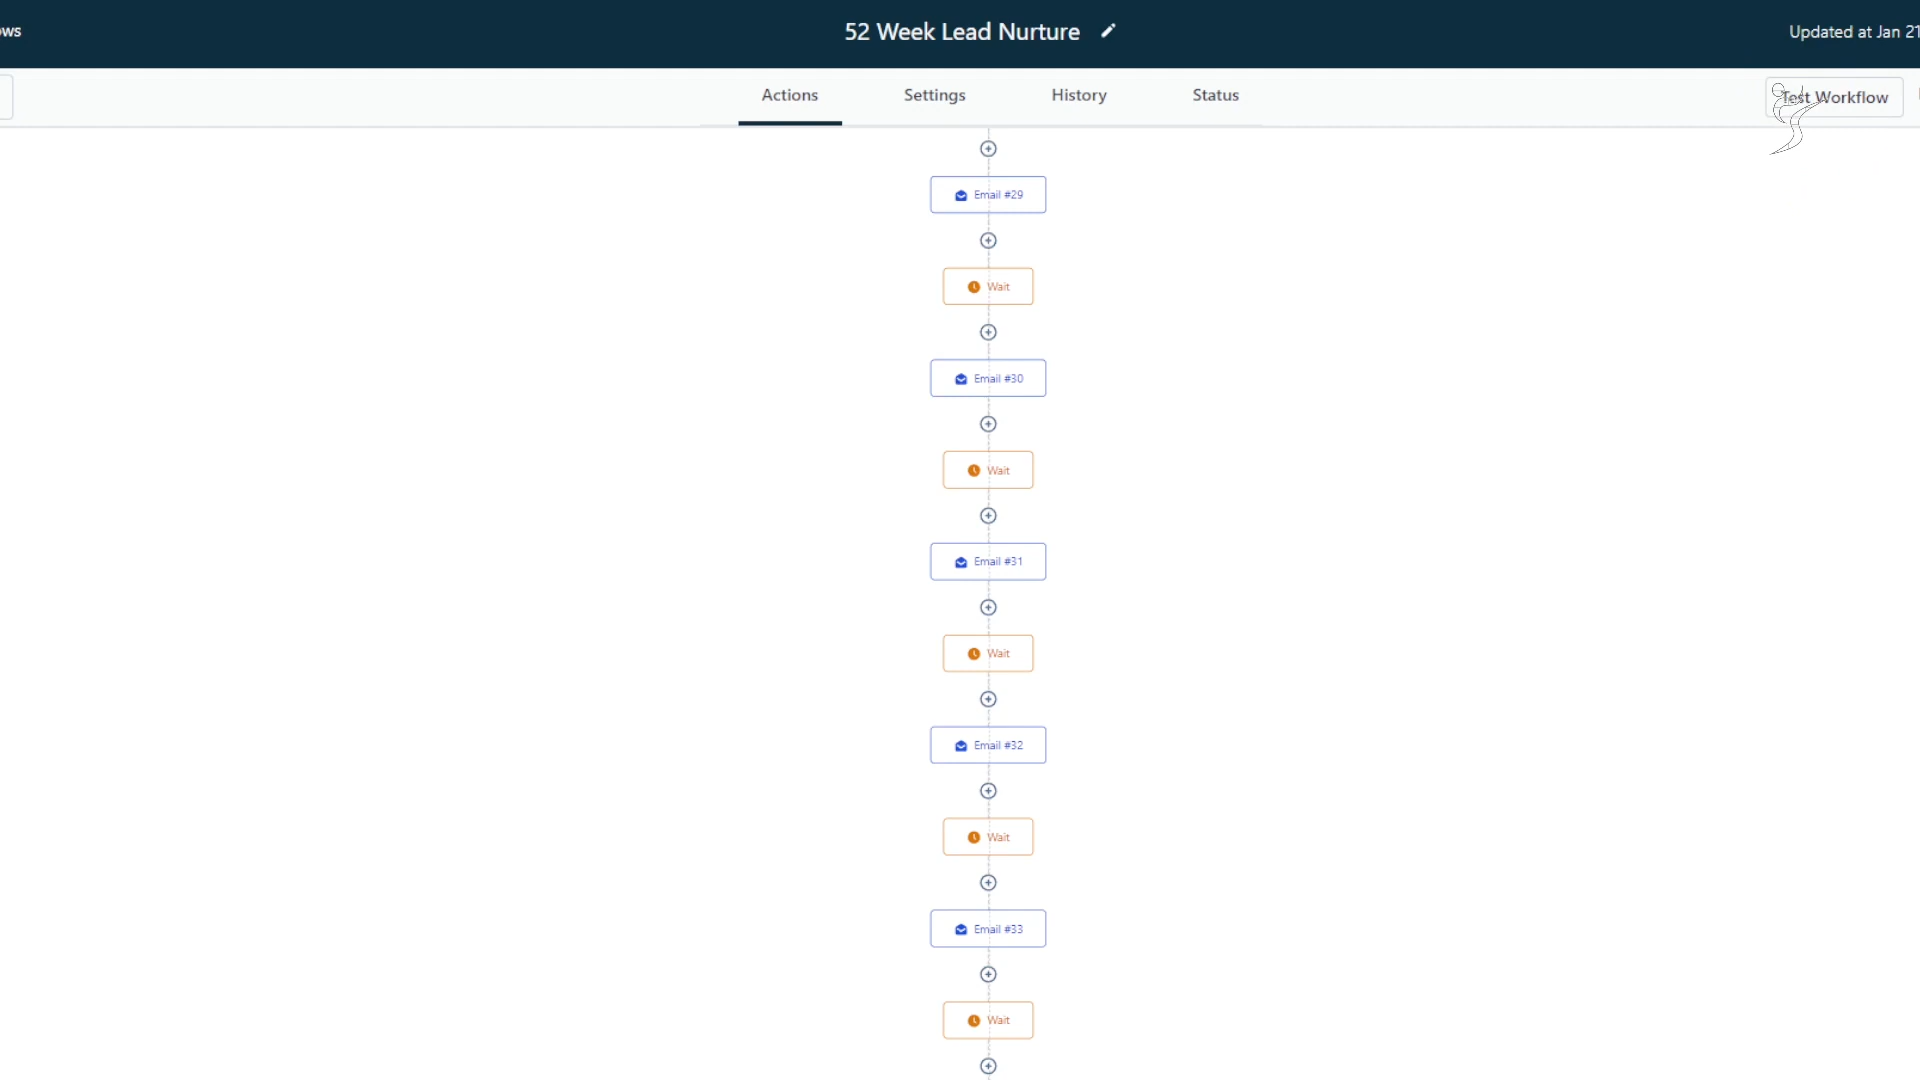 ows
52 Week Lead Nurture
Updated at Jan 21
Actions
Settings
History
Status
Test Workflow
Email #29
Wait
Email #30
Wait
Email #31
Wait
Email #32
Wait
Email #33
Wait